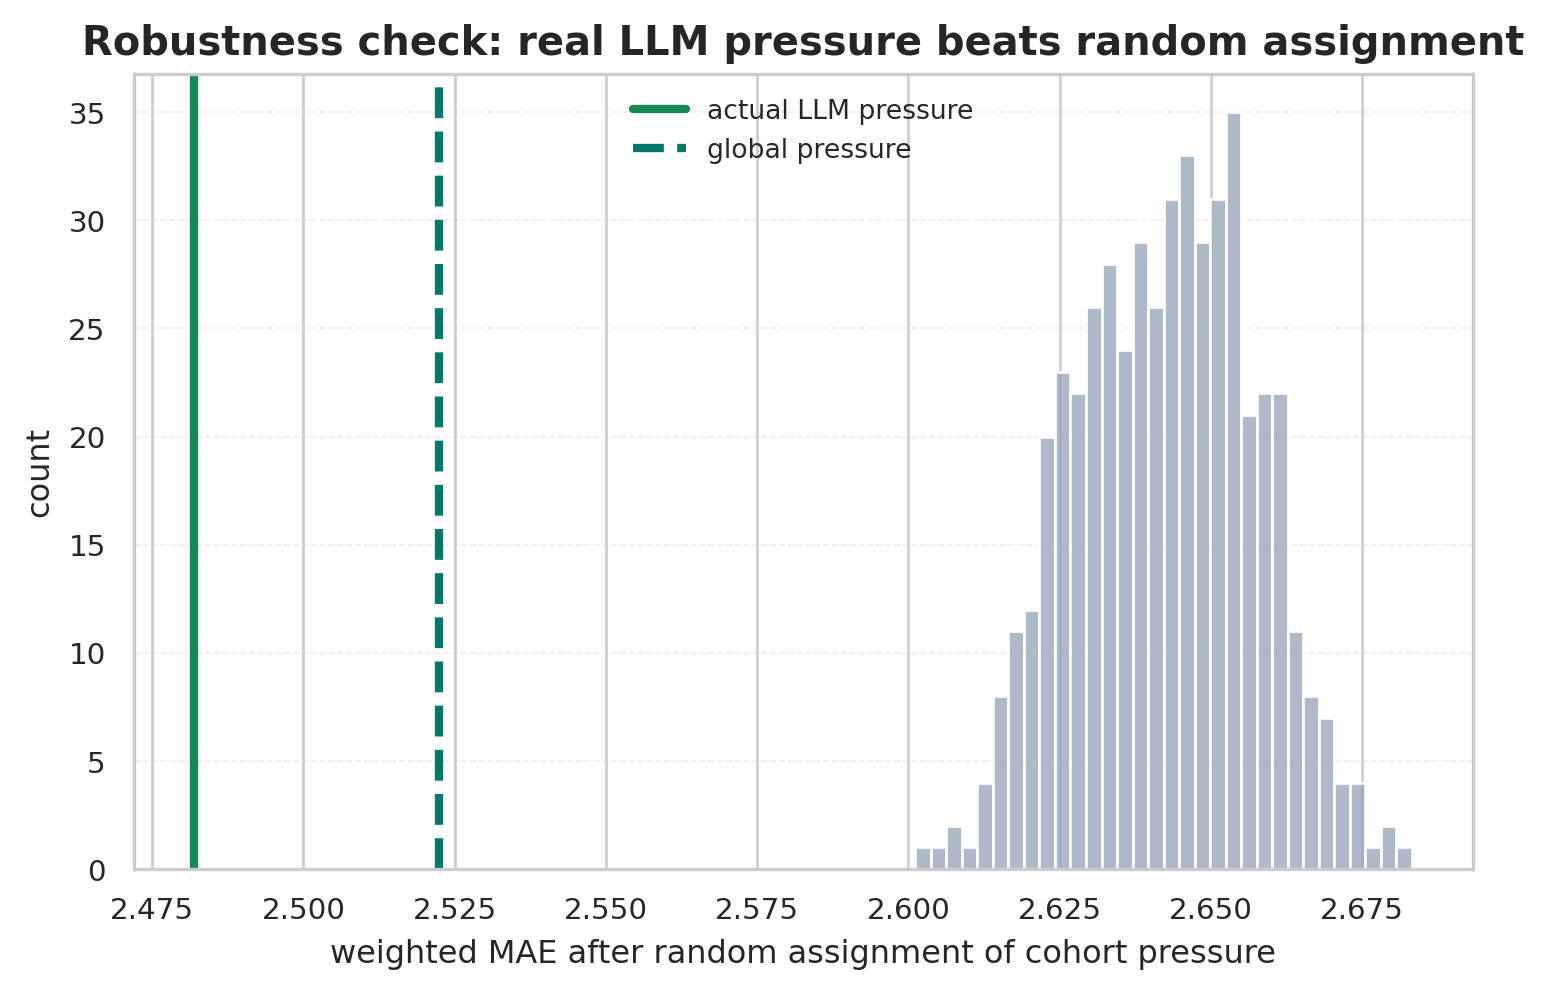 Robustness check: real LLM pressure beats random assignment
actual LLM pressure
global pressure
count
35
30
25
20
15
10
5
0
2.475 2.500 2.525 2.550 2.575 2.600 2.625 2.650 2.675
weighted MAE after random assignment of cohort pressure